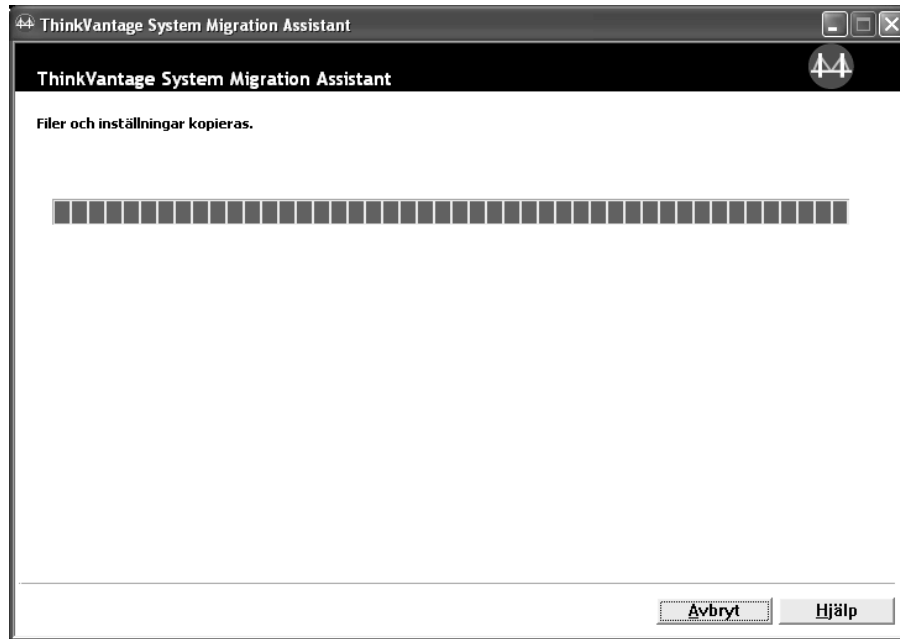 ThinkVantage System Migration Assistant
ThinkVantage System Migration Assistant
Filer och inställningar kopieras.
Avbryt
Hjälp